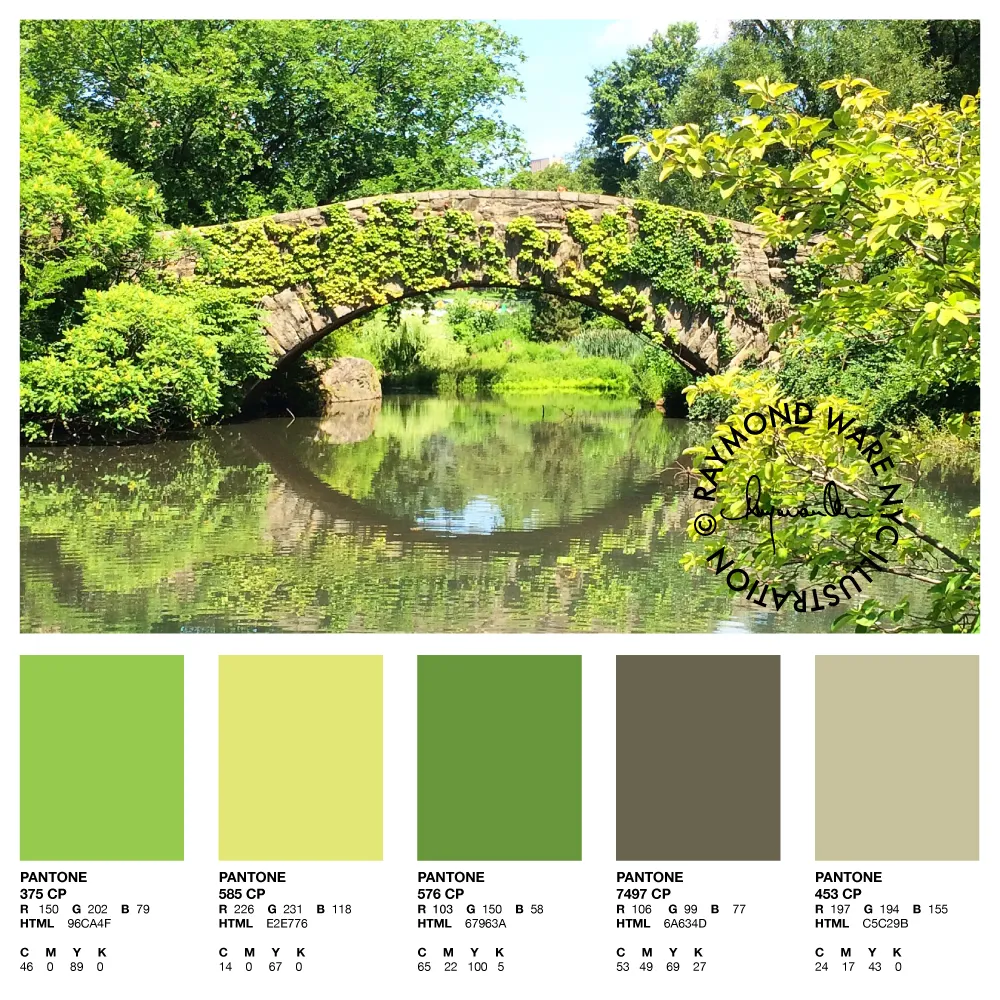 © RAYMOND WARE NYC ILLUSTRATION
PANTONE
375 CP
R 150 G 202 B 79
HTML 96CA4F
C M Y K
46 0 89 0
PANTONE
585 CP
R 226 G 231 B 118
HTML E2E776
C M Y K
14 0 67 0
PANTONE
576 CP
R 103 G 150 B 58
HTML 67963A
C M Y K
65 22 100 5
PANTONE
7497 CP
R 106 G 99 B 77
HTML 6A634D
C M Y K
53 49 69 27
PANTONE
453 CP
R 197 G 194 B 155
HTML C5C29B
C M Y K
24 17 43 0